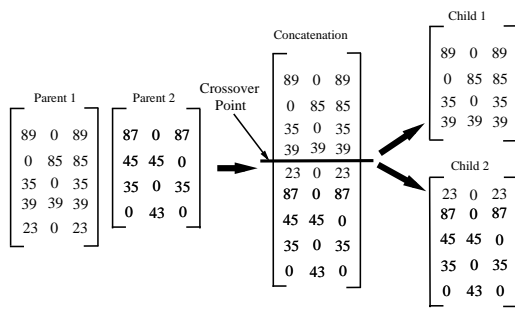 Parent 1
89 0 89
0 85 85
35 0 35
39 39 39
23 0 23
Parent 2
87 0 87
45 45 0
35 0 35
0 43 0
Crossover
Point
Concatenation
89 0 89
0 85 85
35 0 35
39 39 39
23 0 23
87 0 87
45 45 0
35 0 35
0 43 0
Child 1
89 0 89
0 85 85
35 0 35
39 39 39
Child 2
23 0 23
87 0 87
45 45 0
35 0 35
0 43 0